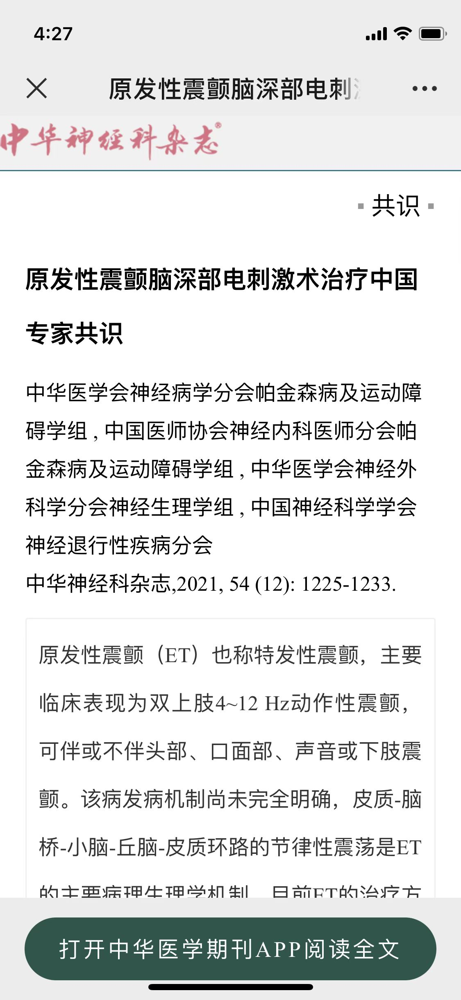 4:27
原发性震颤脑深部电刺
中华神经科杂志®
▪ 共识 ▪
原发性震颤脑深部电刺激术治疗中国
专家共识
中华医学会神经病学分会帕金森病及运动障
碍学组 , 中国医师协会神经内科医师分会帕
金森病及运动障碍学组 , 中华医学会神经外
科学分会神经生理学组 , 中国神经科学学会
神经退行性疾病分会
中华神经科杂志,2021, 54 (12): 1225-1233.
原发性震颤（ET）也称特发性震颤，主要
临床表现为双上肢4~12 Hz动作性震颤，
可伴或不伴头部、口面部、声音或下肢震
颤。该病发病机制尚未完全明确，皮质-脑
桥-小脑-丘脑-皮质环路的节律性震荡是ET
的主要病理生理学机制。目前ET的治疗方
打开中华医学期刊APP阅读全文